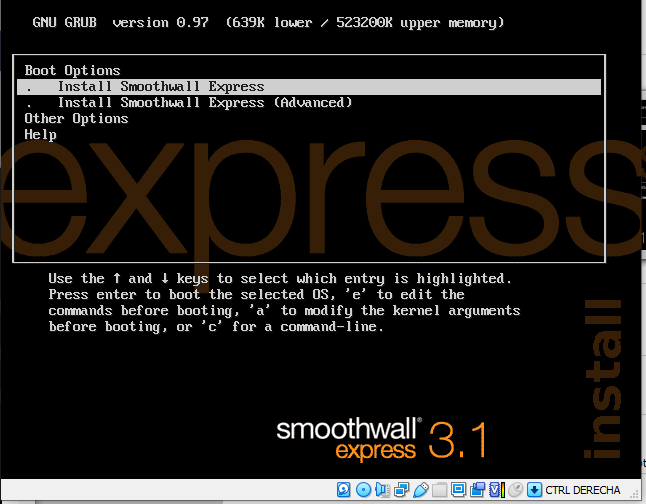 GNU GRUB version 0.97 (639K lower / 523200K upper memory)
Boot Options
. Install Smoothwall Express
. Install Smoothwall Express (Advanced)
Other Options
Help
express
Use the ↑ and ↓ keys to select which entry is highlighted.
Press enter to boot the selected OS, 'e' to edit the
commands before booting, 'a' to modify the kernel arguments
before booting, or 'c' for a command-line.
install
smoothwall®
express 3.1
CTRL DERECHA